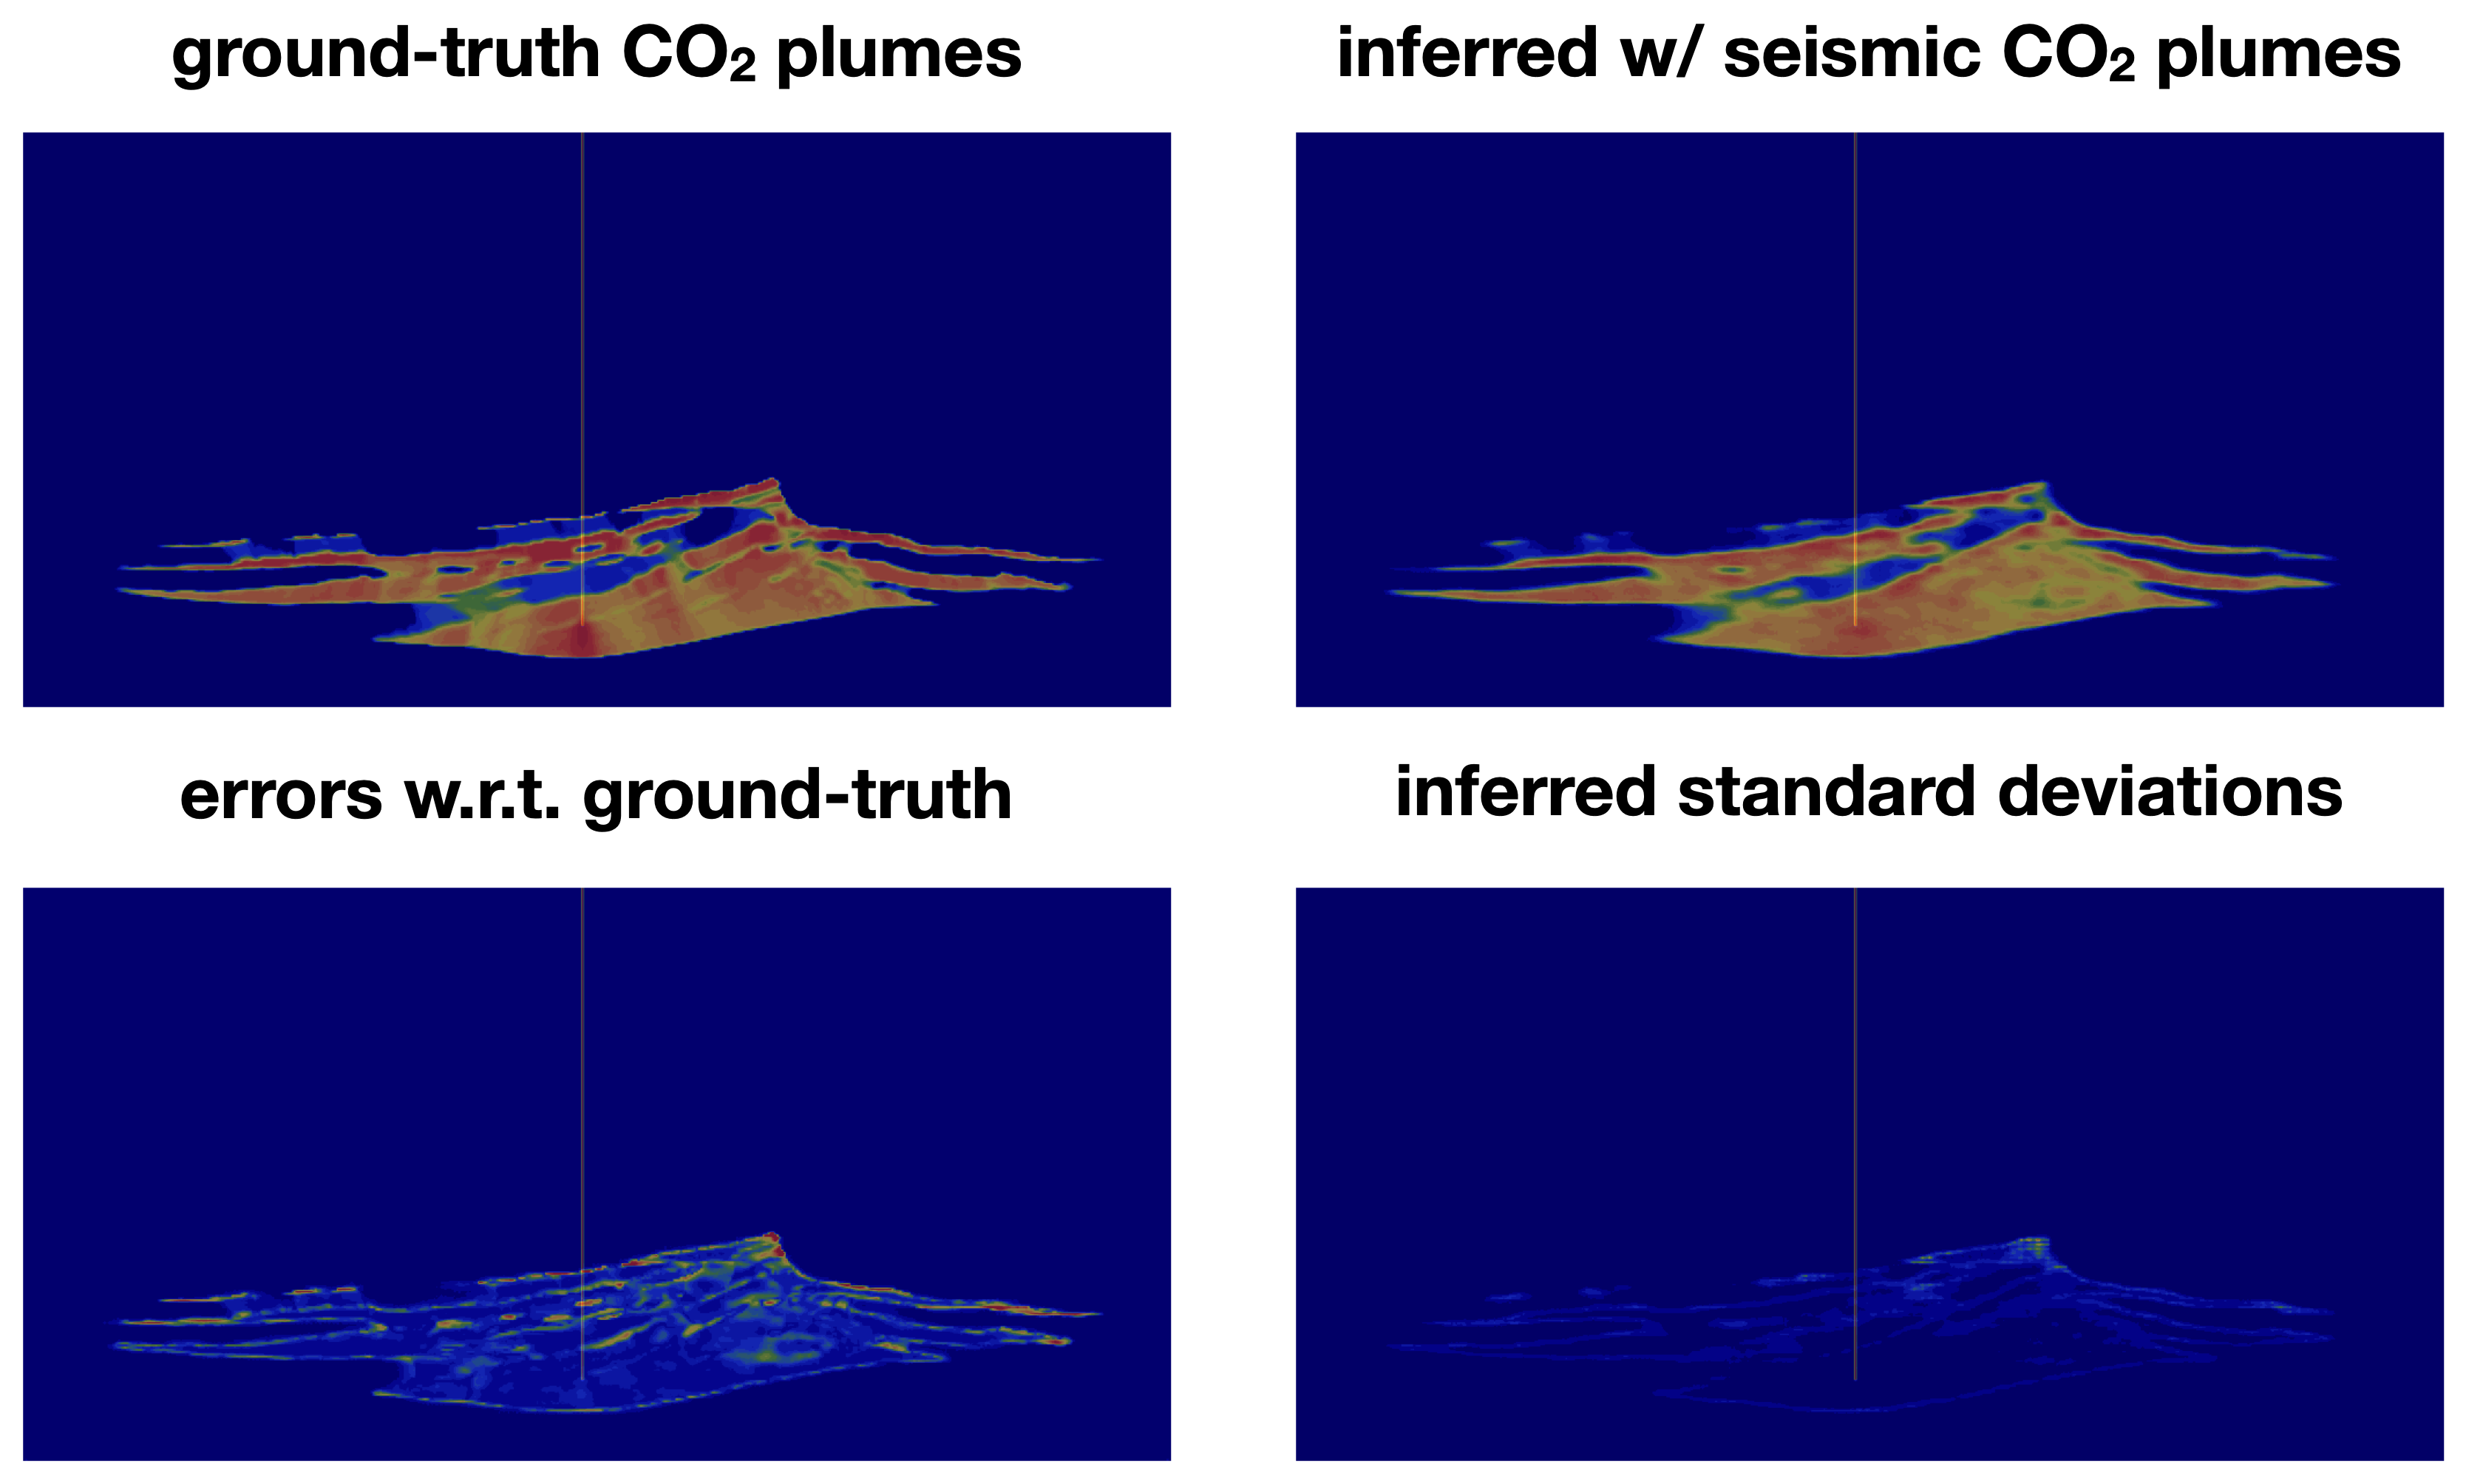 ground-truth CO₂ plumes
inferred w/ seismic CO₂ plumes
errors w.r.t. ground-truth
inferred standard deviations